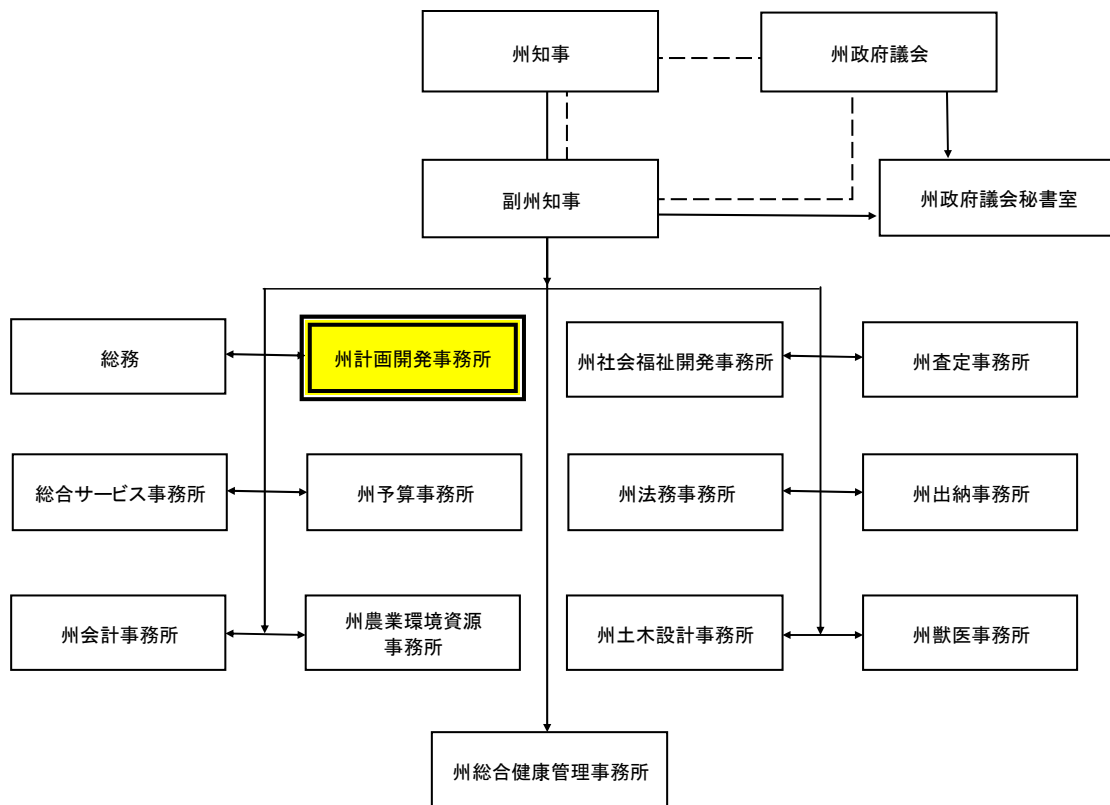 州知事
州政府議会
副州知事
州政府議会秘書室
総務
州計画開発事務所
州社会福祉開発事務所
州査定事務所
総合サービス事務所
州予算事務所
州法務事務所
州出納事務所
州会計事務所
州農業環境資源
事務所
州土木設計事務所
州獣医事務所
州総合健康管理事務所